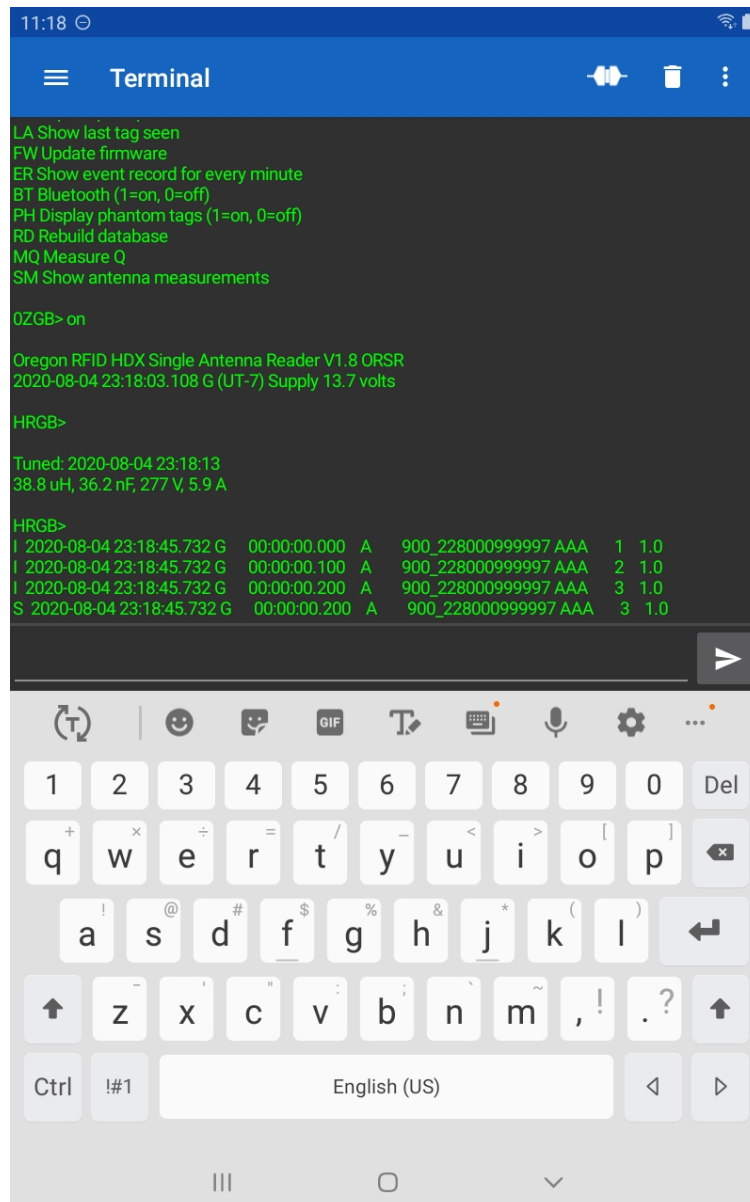 11:18
Terminal
LA Show last tag seen
FW Update firmware
ER Show event record for every minute
BT Bluetooth (1=on, 0=off)
PH Display phantom tags (1=on, 0=off)
RD Rebuild database
MQ Measure Q
SM Show antenna measurements
0ZGB> on
Oregon RFID HDX Single Antenna Reader V1.8 ORSR
2020-08-04 23:18:03.108 G (UT-7) Supply 13.7 volts
HRGB>
Tuned: 2020-08-04 23:18:13
38.8 uH, 36.2 nF, 277 V, 5.9 A
HRGB>
I 2020-08-04 23:18:45.732 G 00:00:00.000 A 900_228000999997 AAA 1 1.0
I 2020-08-04 23:18:45.732 G 00:00:00.100 A 900_228000999997 AAA 2 1.0
I 2020-08-04 23:18:45.732 G 00:00:00.200 A 900_228000999997 AAA 3 1.0
S 2020-08-04 23:18:45.732 G 00:00:00.200 A 900_228000999997 AAA 3 1.0
T GIF T
1 2 3 4 5 6 7 8 9 0 Del
+ × ÷ = / _ < > [ ]
q w e r t y u i o p
! @ # $ % & * ( )
a s d f g h j k l
- ' " : ; ` ~ ! ?
z x c v b n m , .
Ctrl !#1 English (US)